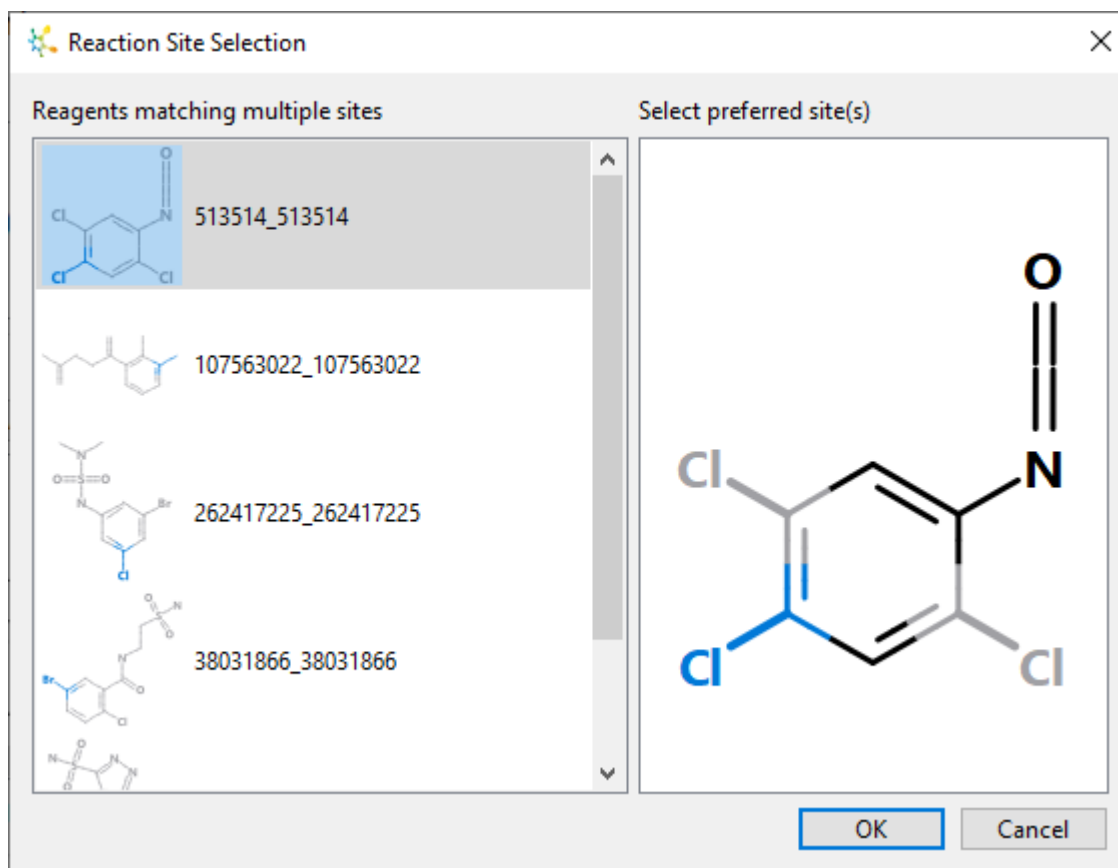 Reaction Site Selection
Reagents matching multiple sites
Select preferred site(s)
O
Cl
N
Cl
Cl
513514_513514
107563022_107563022
N
O=S=O
N
Br
Cl
262417225_262417225
O
S
N
O
N
O
Br
Cl
38031866_38031866
O
N
S
N
N
O
O
Cl
N
Cl
Cl
OK
Cancel